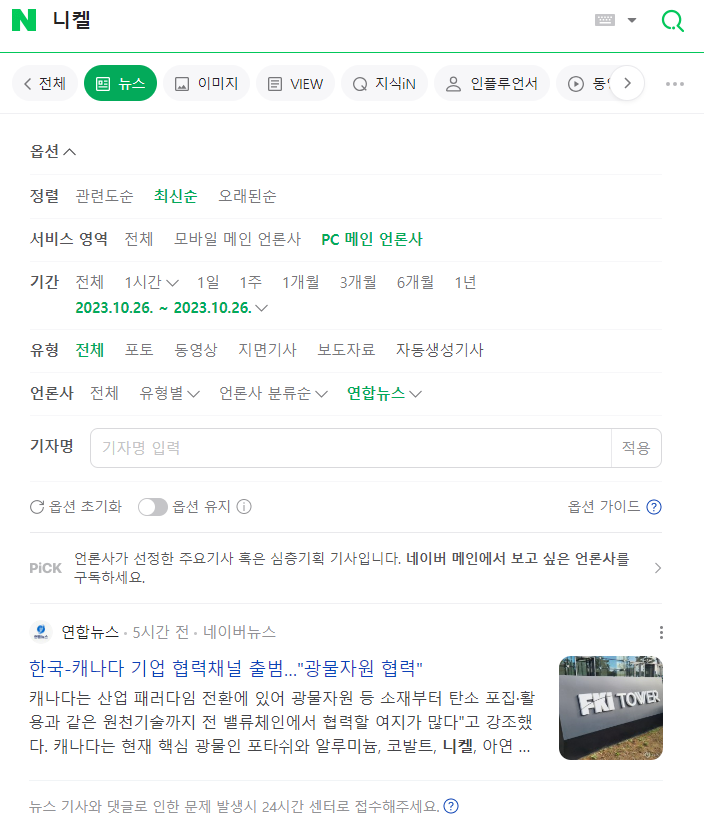 N 니켈
전체 뉴스 이미지 VIEW 지식iN 인플루언서
옵션
정렬 관련도순 최신순 오래된순
서비스 영역 전체 모바일 메인 언론사 PC 메인 언론사
기간 전체 1시간 1일 1주 1개월 3개월 6개월 1년
2023.10.26. ~ 2023.10.26.
유형 전체 포토 동영상 지면기사 보도자료 자동생성기사
언론사 전체 유형별 언론사 분류순 연합뉴스
기자명 기자명 입력 적용
옵션 초기화 옵션 유지 옵션 가이드
PiCK 언론사가 선정한 주요기사 혹은 심층기획 기사입니다. 네이버 메인에서 보고 싶은 언론사를
구독하세요.
연합뉴스 · 5시간 전 · 네이버뉴스
한국-캐나다 기업 협력채널 출범..."광물자원 협력"
캐나다는 산업 패러다임 전환에 있어 광물자원 등 소재부터 탄소 포집·활
용과 같은 원천기술까지 전 밸류체인에서 협력할 여지가 많다"고 강조했
다. 캐나다는 현재 핵심 광물인 포타쉬와 알루미늄, 코발트, 니켈, 아연 ...
FKI TOWER
뉴스 기사와 댓글로 인한 문제 발생시 24시간 센터로 접수해주세요.